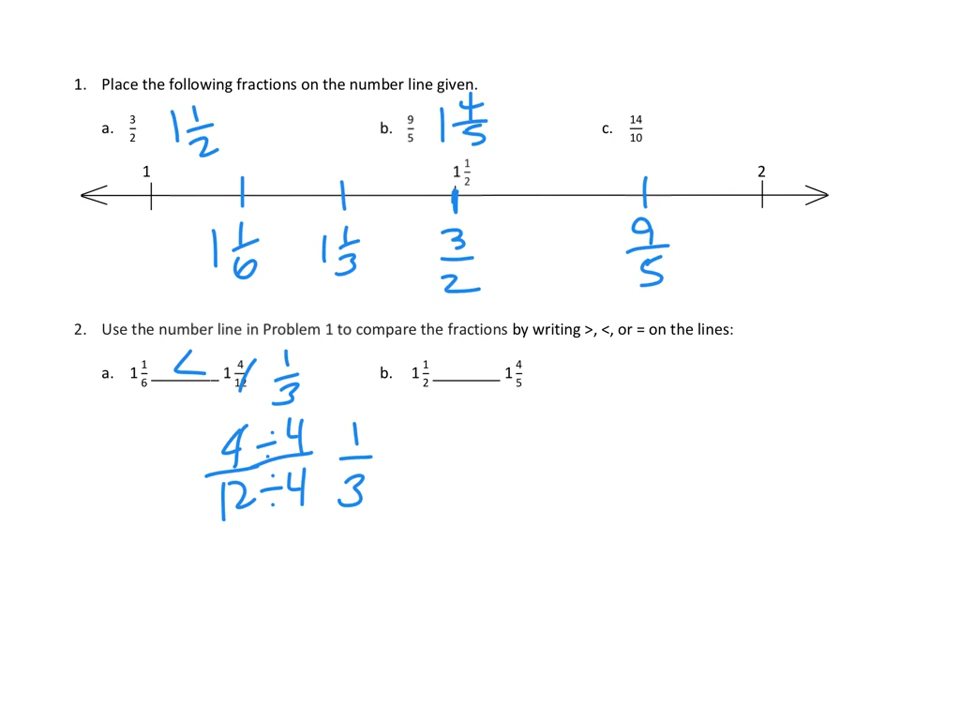 1. Place the following fractions on the number line given.
a. 3/2 1 1/2 b. 9/5 1 4/5 c. 14/10
1 1 1/2 2
1 1/6 1 1/3 3/2 9/5
2. Use the number line in Problem 1 to compare the fractions by writing >, <, or = on the lines:
a. 1 1/6 ___<___ 1 4/12 1/3 b. 1 1/2 ______ 1 4/5
4÷4 1
12÷4 3